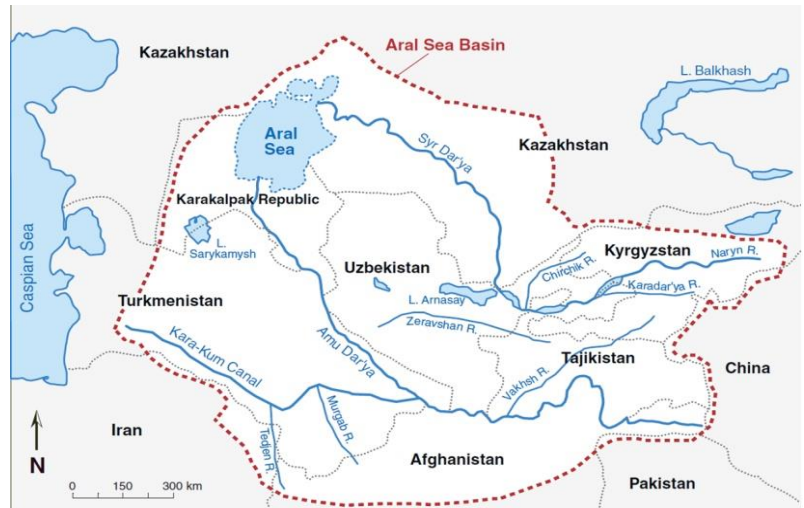 Kazakhstan
Aral Sea Basin
L. Balkhash
Aral
Sea
Syr Dar'ya
Kazakhstan
Karakalpak Republic
L.
Sarykamysh
Caspian Sea
Uzbekistan
Chirchik R.
Kyrgyzstan
Naryn R.
Karadar'ya R.
L. Arnasay
Zeravshan R.
Turkmenistan
Kara-Kum Canal
Amu Dar'ya
Vakhsh R.
Tajikistan
China
Murgab R.
Tedjen R.
Iran
Afghanistan
Pakistan
N
0 150 300 km